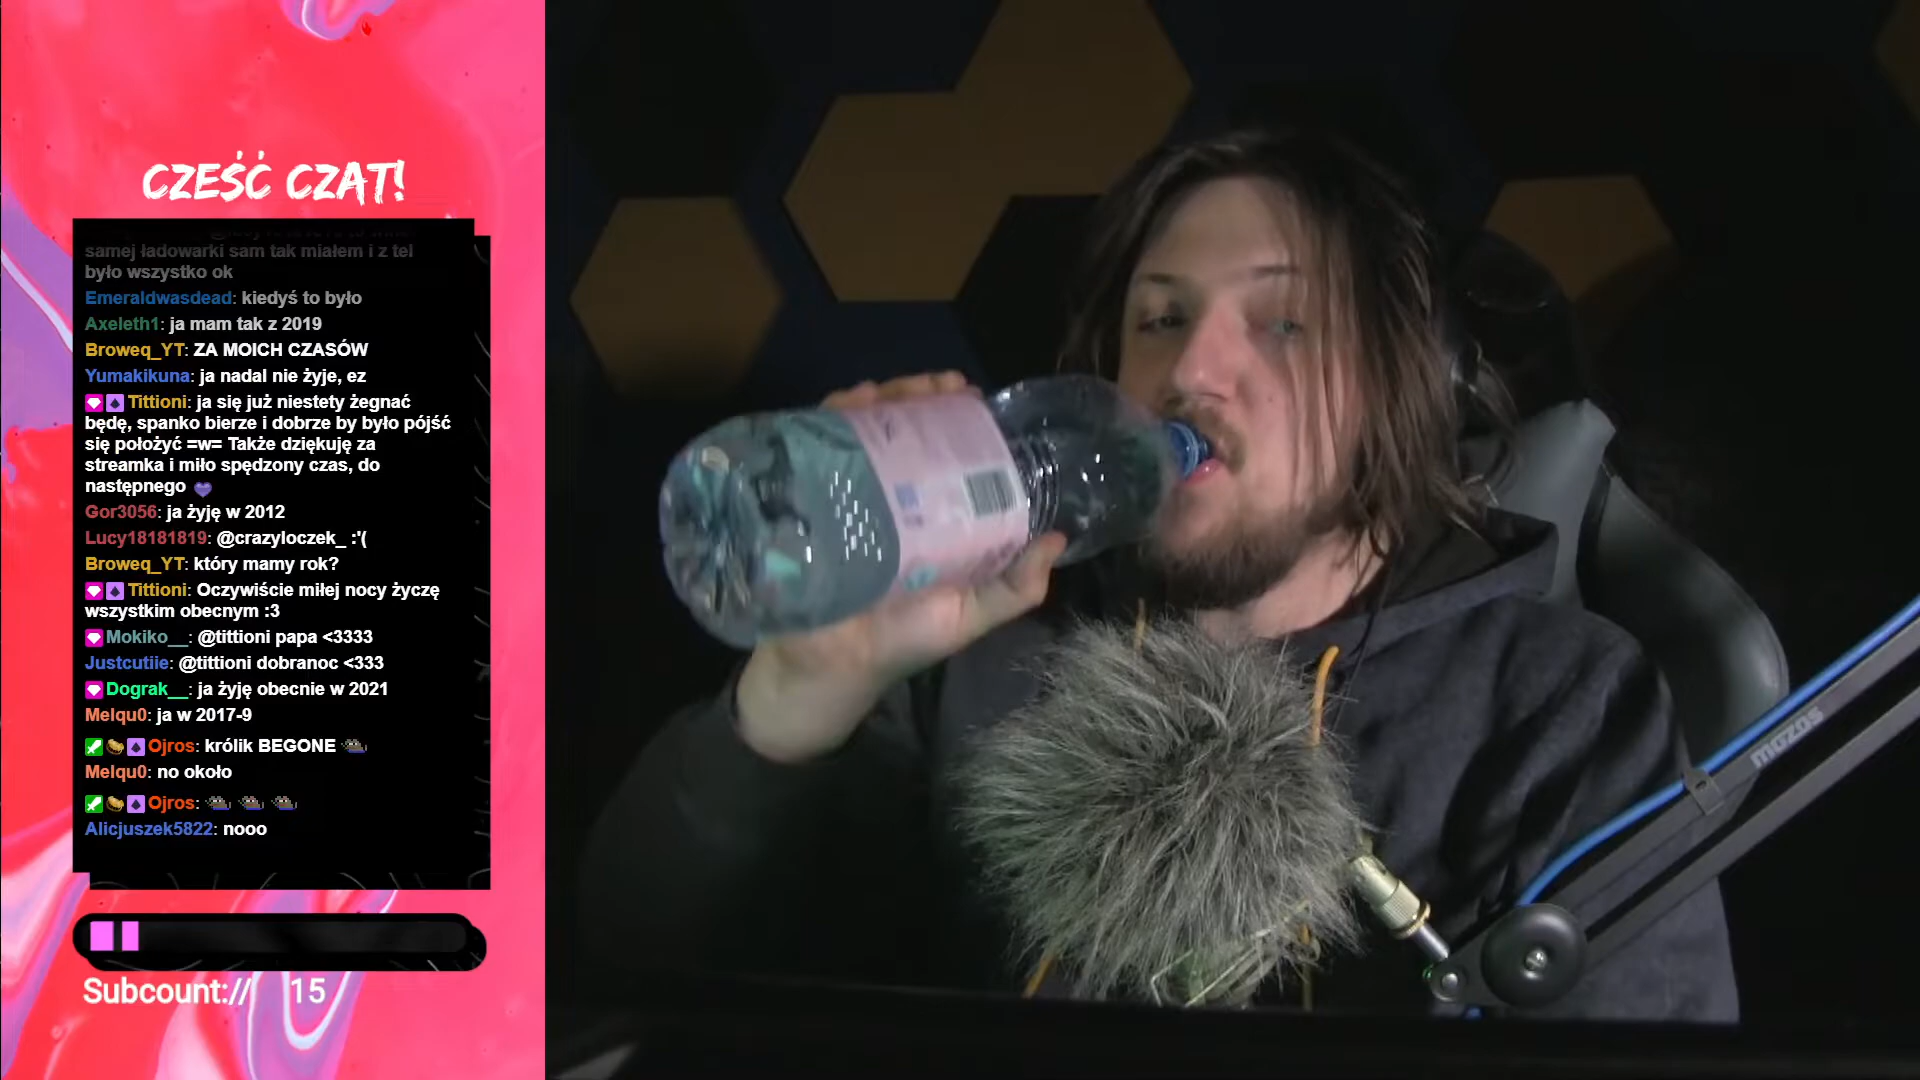 CZEŚĆ CZAT!
samej ładowarki sam tak miałem i z tel
było wszystko ok
Emeraldwasdead: kiedyś to było
Axeleth1: ja mam tak z 2019
Broweq_YT: ZA MOICH CZASÓW
Yumakikuna: ja nadal nie żyje, ez
Tittioni: ja się już niestety żegnać
będę, spanko bierze i dobrze by było pójść
się położyć =w= Także dziękuję za
streamka i miło spędzony czas, do
następnego
Gor3056: ja żyję w 2012
Lucy18181819: @crazyloczek_ :'(
Broweq_YT: który mamy rok?
Tittioni: Oczywiście miłej nocy życzę
wszystkim obecnym :3
Mokiko__: @tittioni papa <3333
Justcutiie: @tittioni dobranoc <333
Dograk__: ja żyję obecnie w 2021
Melqu0: ja w 2017-9
Ojros: królik BEGONE
Melqu0: no około
Ojros:
Alicjuszek5822: nooo
Subcount:// 15
mozos